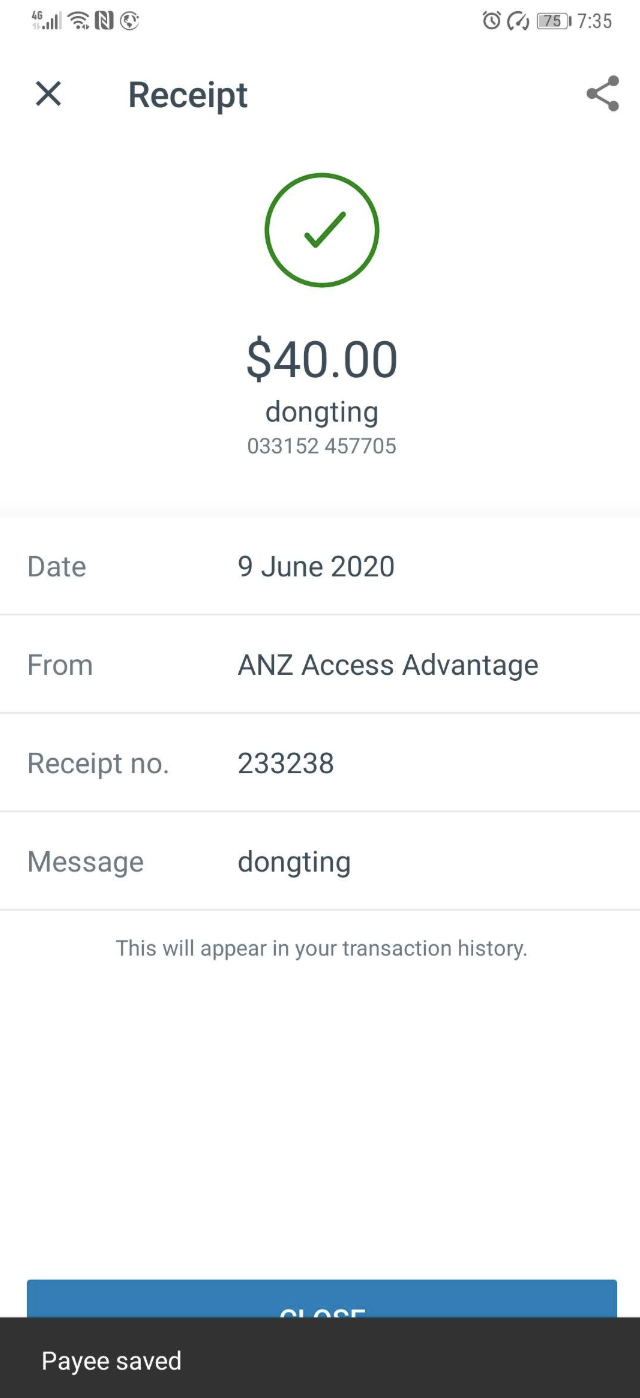 4G 75 7:35
Receipt
$40.00
dongting
033152 457705
Date 9 June 2020
From ANZ Access Advantage
Receipt no. 233238
Message dongting
This will appear in your transaction history.
CLOSE
Payee saved